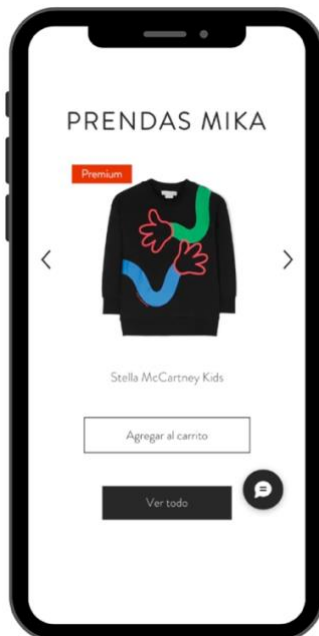 PRENDAS MIKA
Premium
Stella McCartney Kids
Agregar al carrito
Ver todo